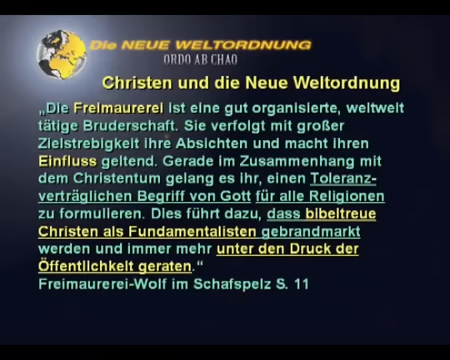 Die NEUE WELTORDNUNG
ORDO AB CHAO
Christen und die Neue Weltordnung
„Die Freimaurerei ist eine gut organisierte, weltweit
tätige Bruderschaft. Sie verfolgt mit großer
Zielstrebigkeit ihre Absichten und macht ihren
Einfluss geltend. Gerade im Zusammenhang mit
dem Christentum gelang es ihr, einen Toleranz-
verträglichen Begriff von Gott für alle Religionen
zu formulieren. Dies führt dazu, dass bibeltreue
Christen als Fundamentalisten gebrandmarkt
werden und immer mehr unter den Druck der
Öffentlichkeit geraten.“
Freimaurerei-Wolf im Schafspelz S. 11